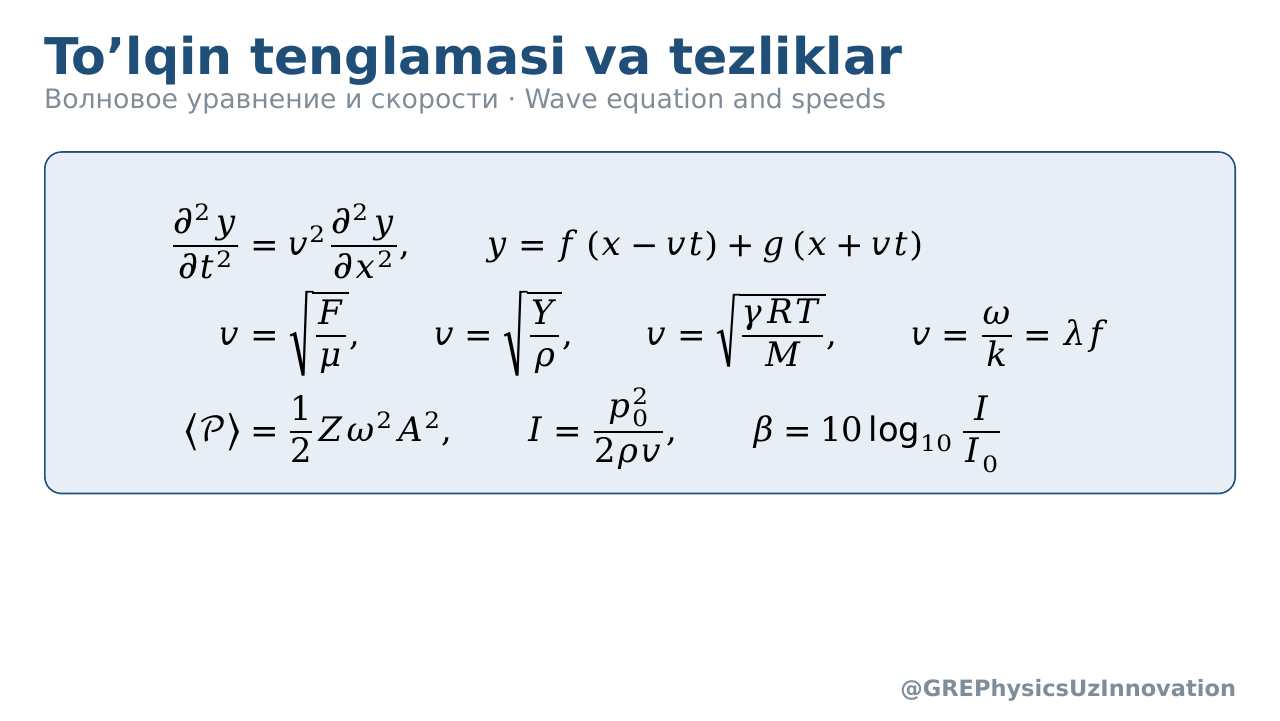 To’lqin tenglamasi va tezliklar
Волновое уравнение и скорости · Wave equation and speeds
∂²y/∂t² = v² ∂²y/∂x², y = f (x − vt) + g (x + vt)
v = √(F/μ), v = √(Y/ρ), v = √(γRT/M), v = ω/k = λf
⟨𝒫⟩ = 1/2 Zω²A², I = p₀²/2ρv, β = 10 log₁₀ I/I₀
@GREPhysicsUzInnovation